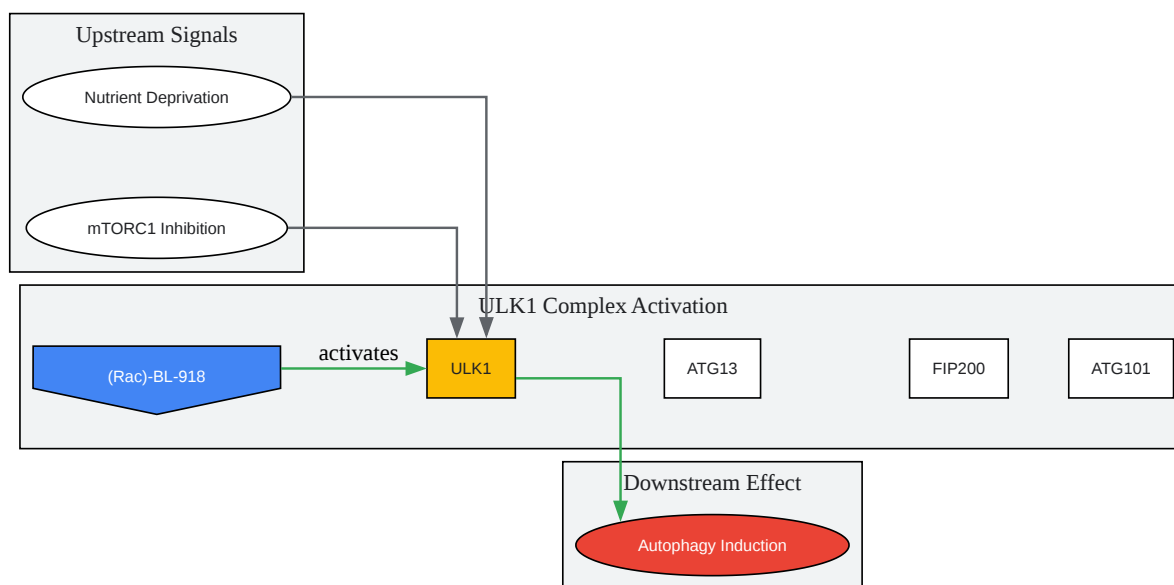 Upstream Signals
Nutrient Deprivation
mTORC1 Inhibition
ULK1 Complex Activation
(Rac)-BL-918
activates
ULK1
ATG13
FIP200
ATG101
Downstream Effect
Autophagy Induction